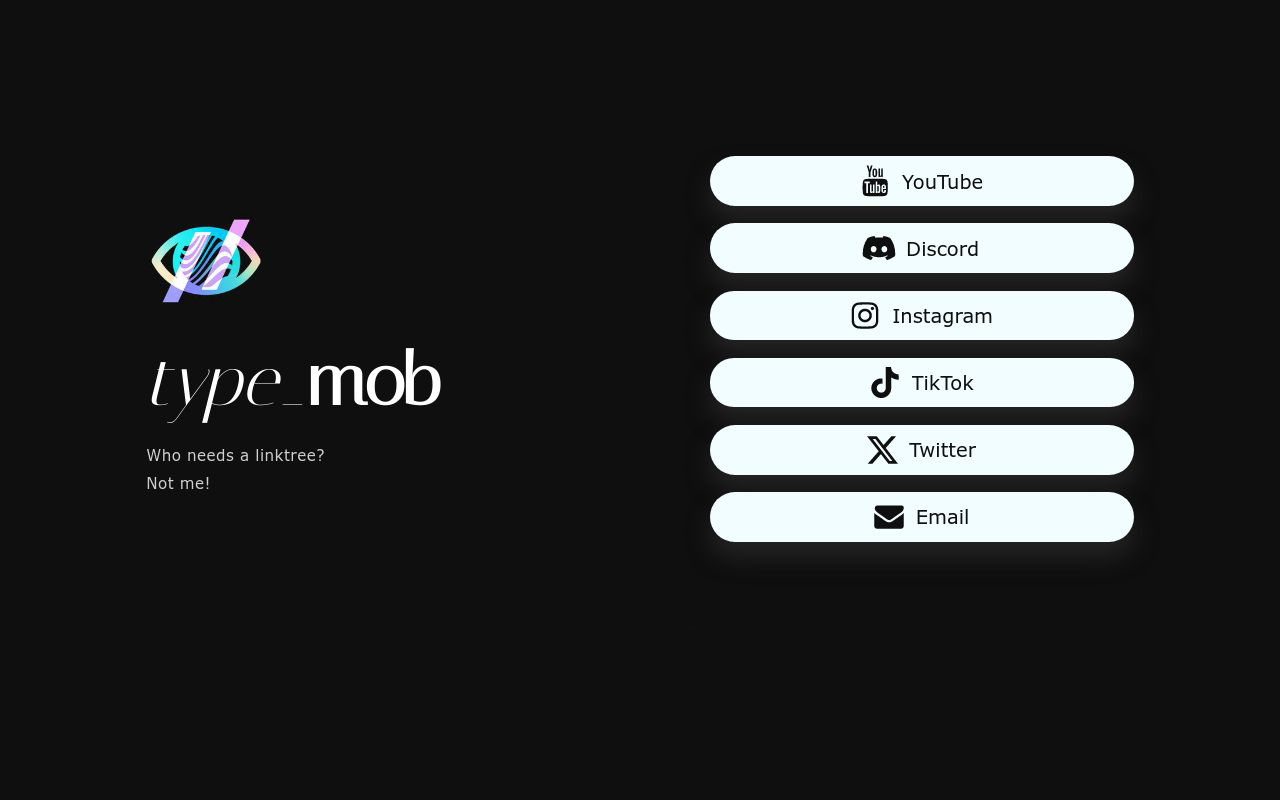 type_mob
Who needs a linktree?
Not me!
You
Tube
YouTube
Discord
Instagram
TikTok
Twitter
Email